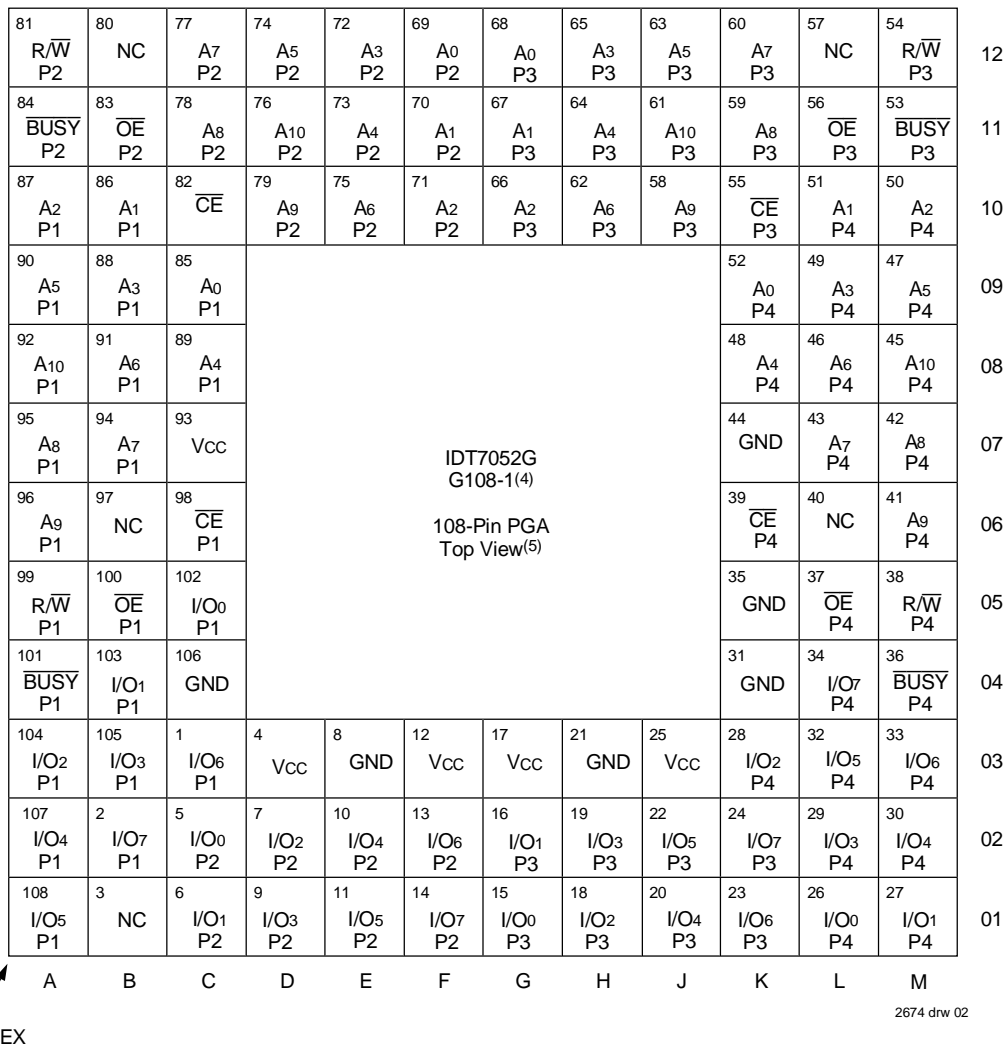 81 80 77 74 72 69 68 65 63 60 57 54
R/W̅ NC A7 A5 A3 A0 A0 A3 A5 A7 NC R/W̅ 12
P2 P2 P2 P2 P2 P3 P3 P3 P3 P3
84 83 78 76 73 70 67 64 61 59 56 53
B̅U̅S̅Y̅ O̅E̅ A8 A10 A4 A1 A1 A4 A10 A8 O̅E̅ B̅U̅S̅Y̅ 11
P2 P2 P2 P2 P2 P2 P3 P3 P3 P3 P3 P3
87 86 82 79 75 71 66 62 58 55 51 50
A2 A1 C̅E̅ A9 A6 A2 A2 A6 A9 C̅E̅ A1 A2 10
P1 P1 P2 P2 P2 P3 P3 P3 P3 P4 P4
90 88 85 52 49 47
A5 A3 A0 A0 A3 A5 09
P1 P1 P1 P4 P4 P4
92 91 89 48 46 45
A10 A6 A4 A4 A6 A10 08
P1 P1 P1 P4 P4 P4
95 94 93 44 43 42
A8 A7 VCC GND A7 A8 07
P1 P1 P4 P4
IDT7052G
G108-1(4)
108-Pin PGA
Top View(5)
96 97 98 39 40 41
A9 NC C̅E̅ C̅E̅ NC A9 06
P1 P1 P4 P4
99 100 102 35 37 38
R/W̅ O̅E̅ I/O0 GND O̅E̅ R/W̅ 05
P1 P1 P1 P4 P4
101 103 106 31 34 36
B̅U̅S̅Y̅ I/O1 GND GND I/O7 B̅U̅S̅Y̅ 04
P1 P1 P4 P4
104 105 1 4 8 12 17 21 25 28 32 33
I/O2 I/O3 I/O6 VCC GND VCC VCC GND VCC I/O2 I/O5 I/O6 03
P1 P1 P1 P4 P4 P4
107 2 5 7 10 13 16 19 22 24 29 30
I/O4 I/O7 I/O0 I/O2 I/O4 I/O6 I/O1 I/O3 I/O5 I/O7 I/O3 I/O4 02
P1 P1 P2 P2 P2 P2 P3 P3 P3 P3 P4 P4
108 3 6 9 11 14 15 18 20 23 26 27
I/O5 NC I/O1 I/O3 I/O5 I/O7 I/O0 I/O2 I/O4 I/O6 I/O0 I/O1 01
P1 P2 P2 P2 P2 P3 P3 P3 P3 P4 P4
A B C D E F G H J K L M
2674 drw 02
EX